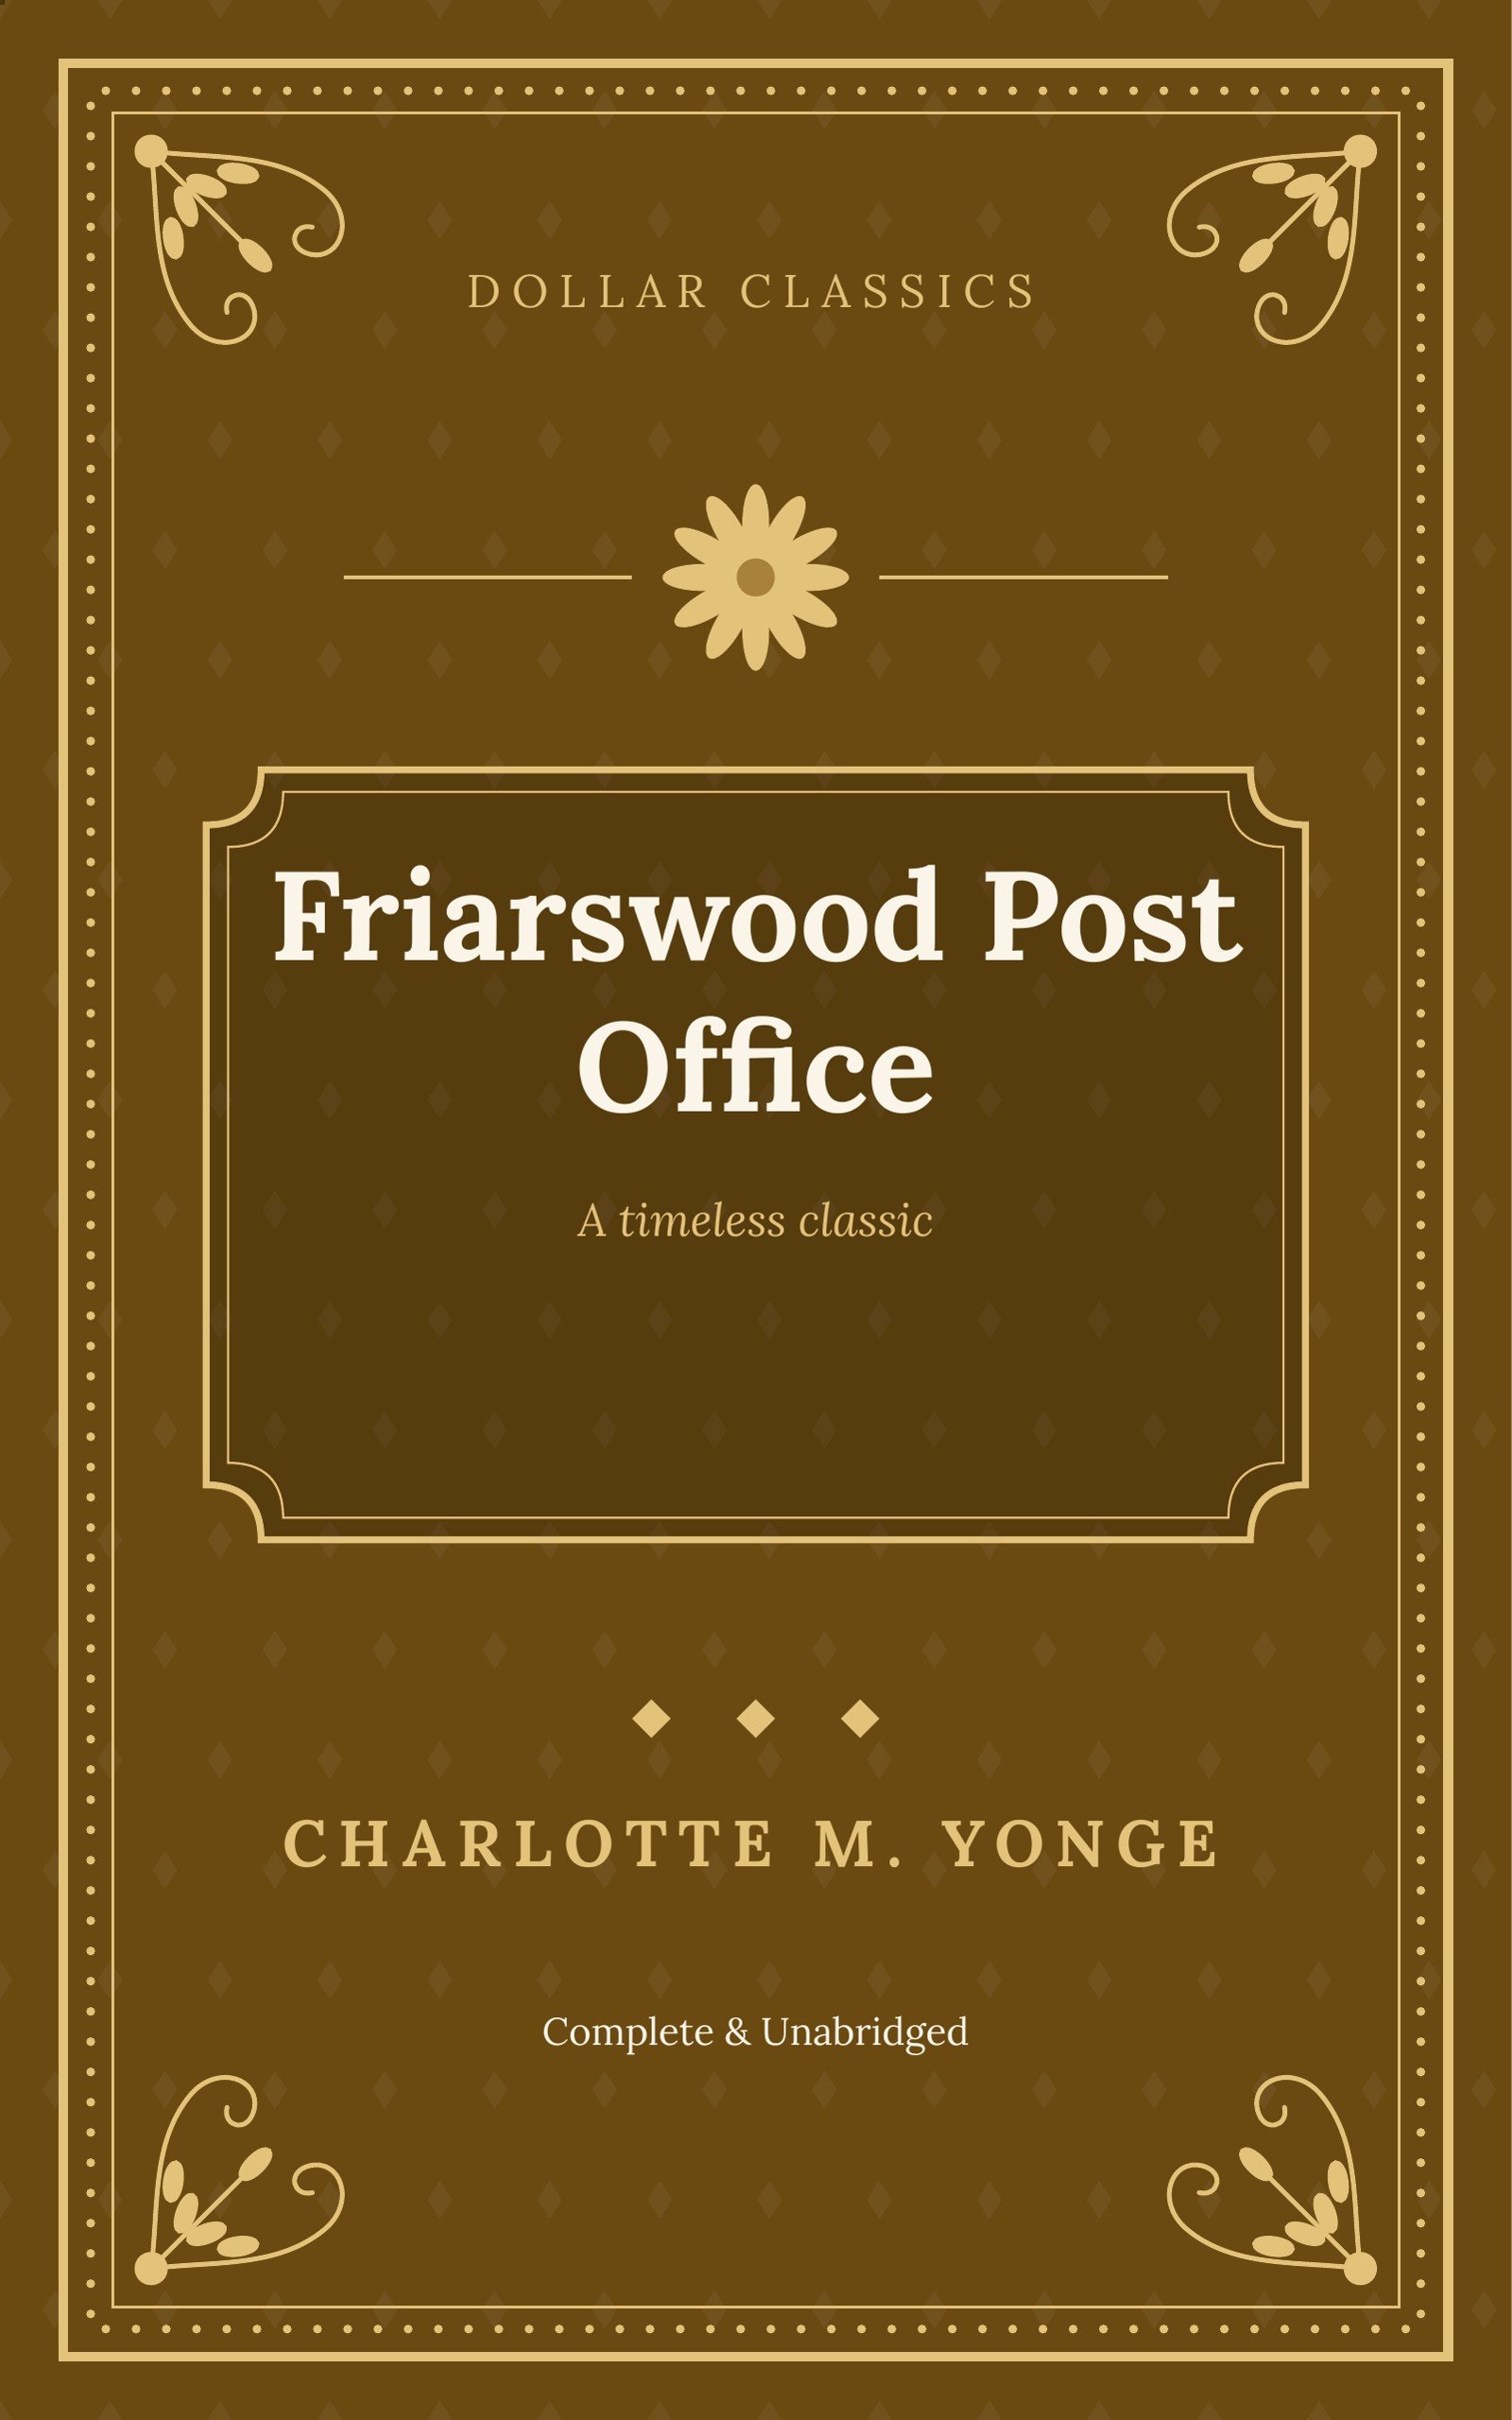 DOLLAR CLASSICS
Friarswood Post
Office
A timeless classic
CHARLOTTE M. YONGE
Complete & Unabridged